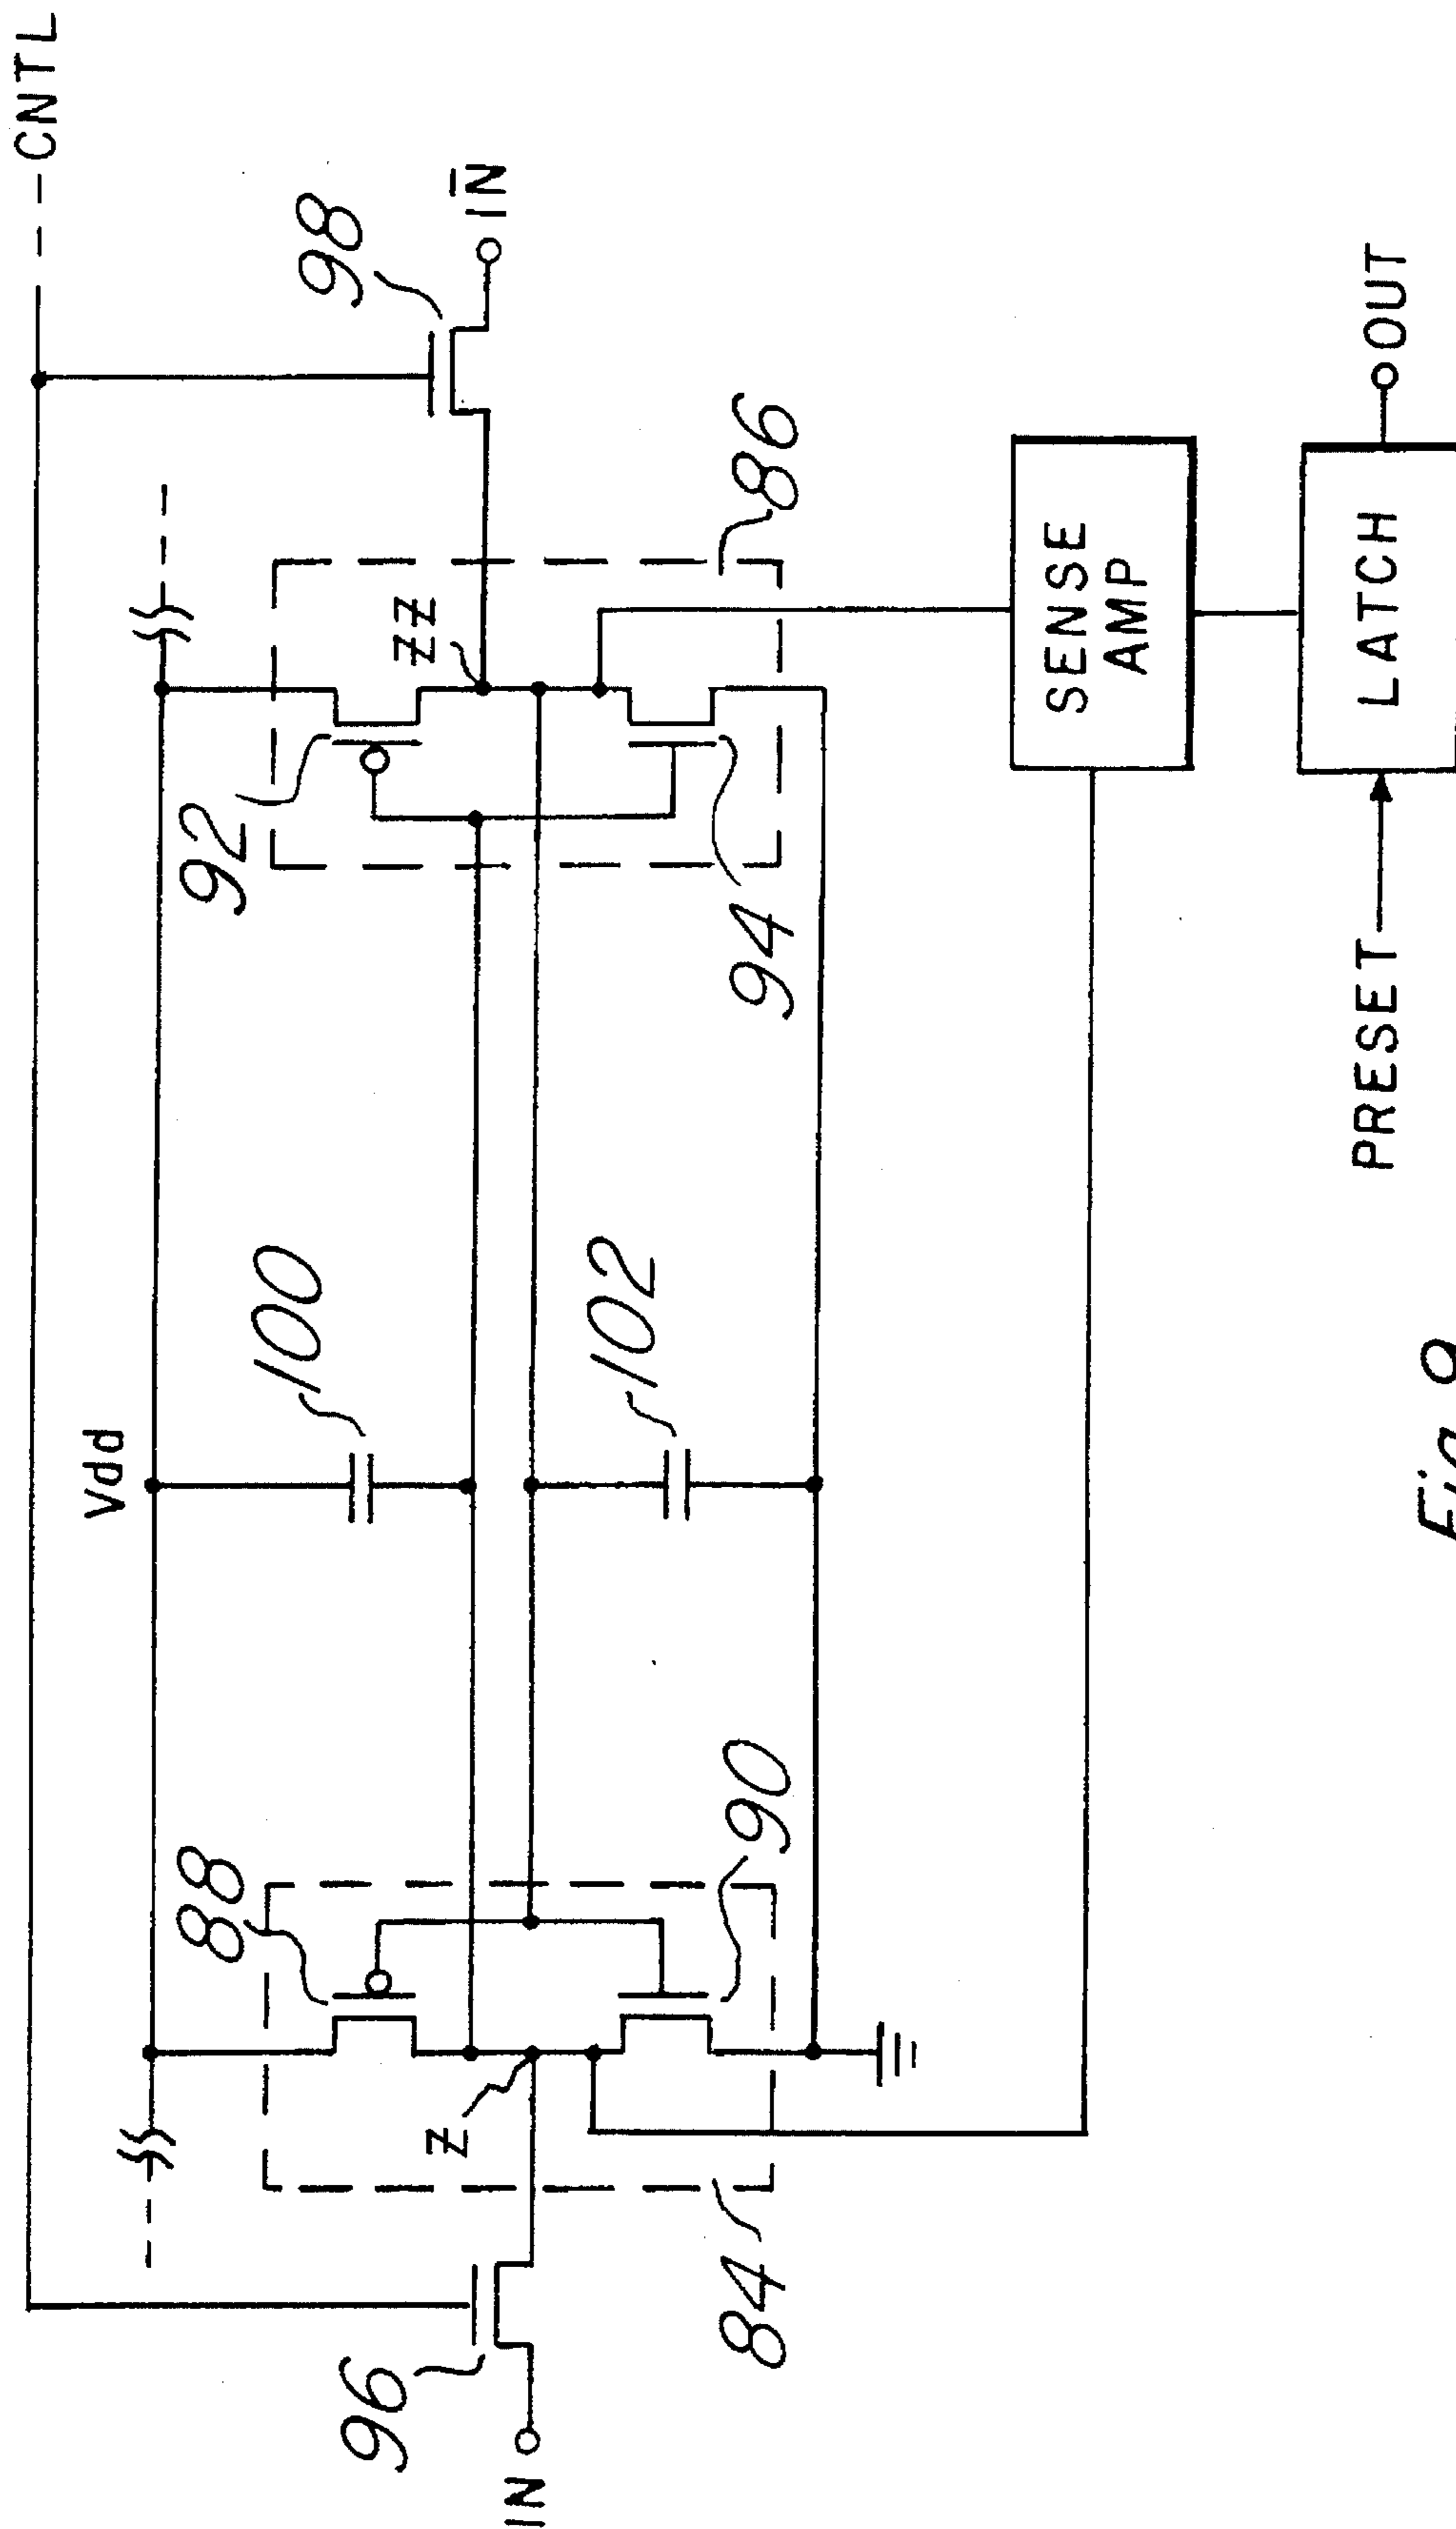 CNTL
Vdd
98
IN
100
92
88
ZZ
96
Z
IN
102
86
94
90
84
SENSE
AMP
PRESET
LATCH
OUT
Fig. 9